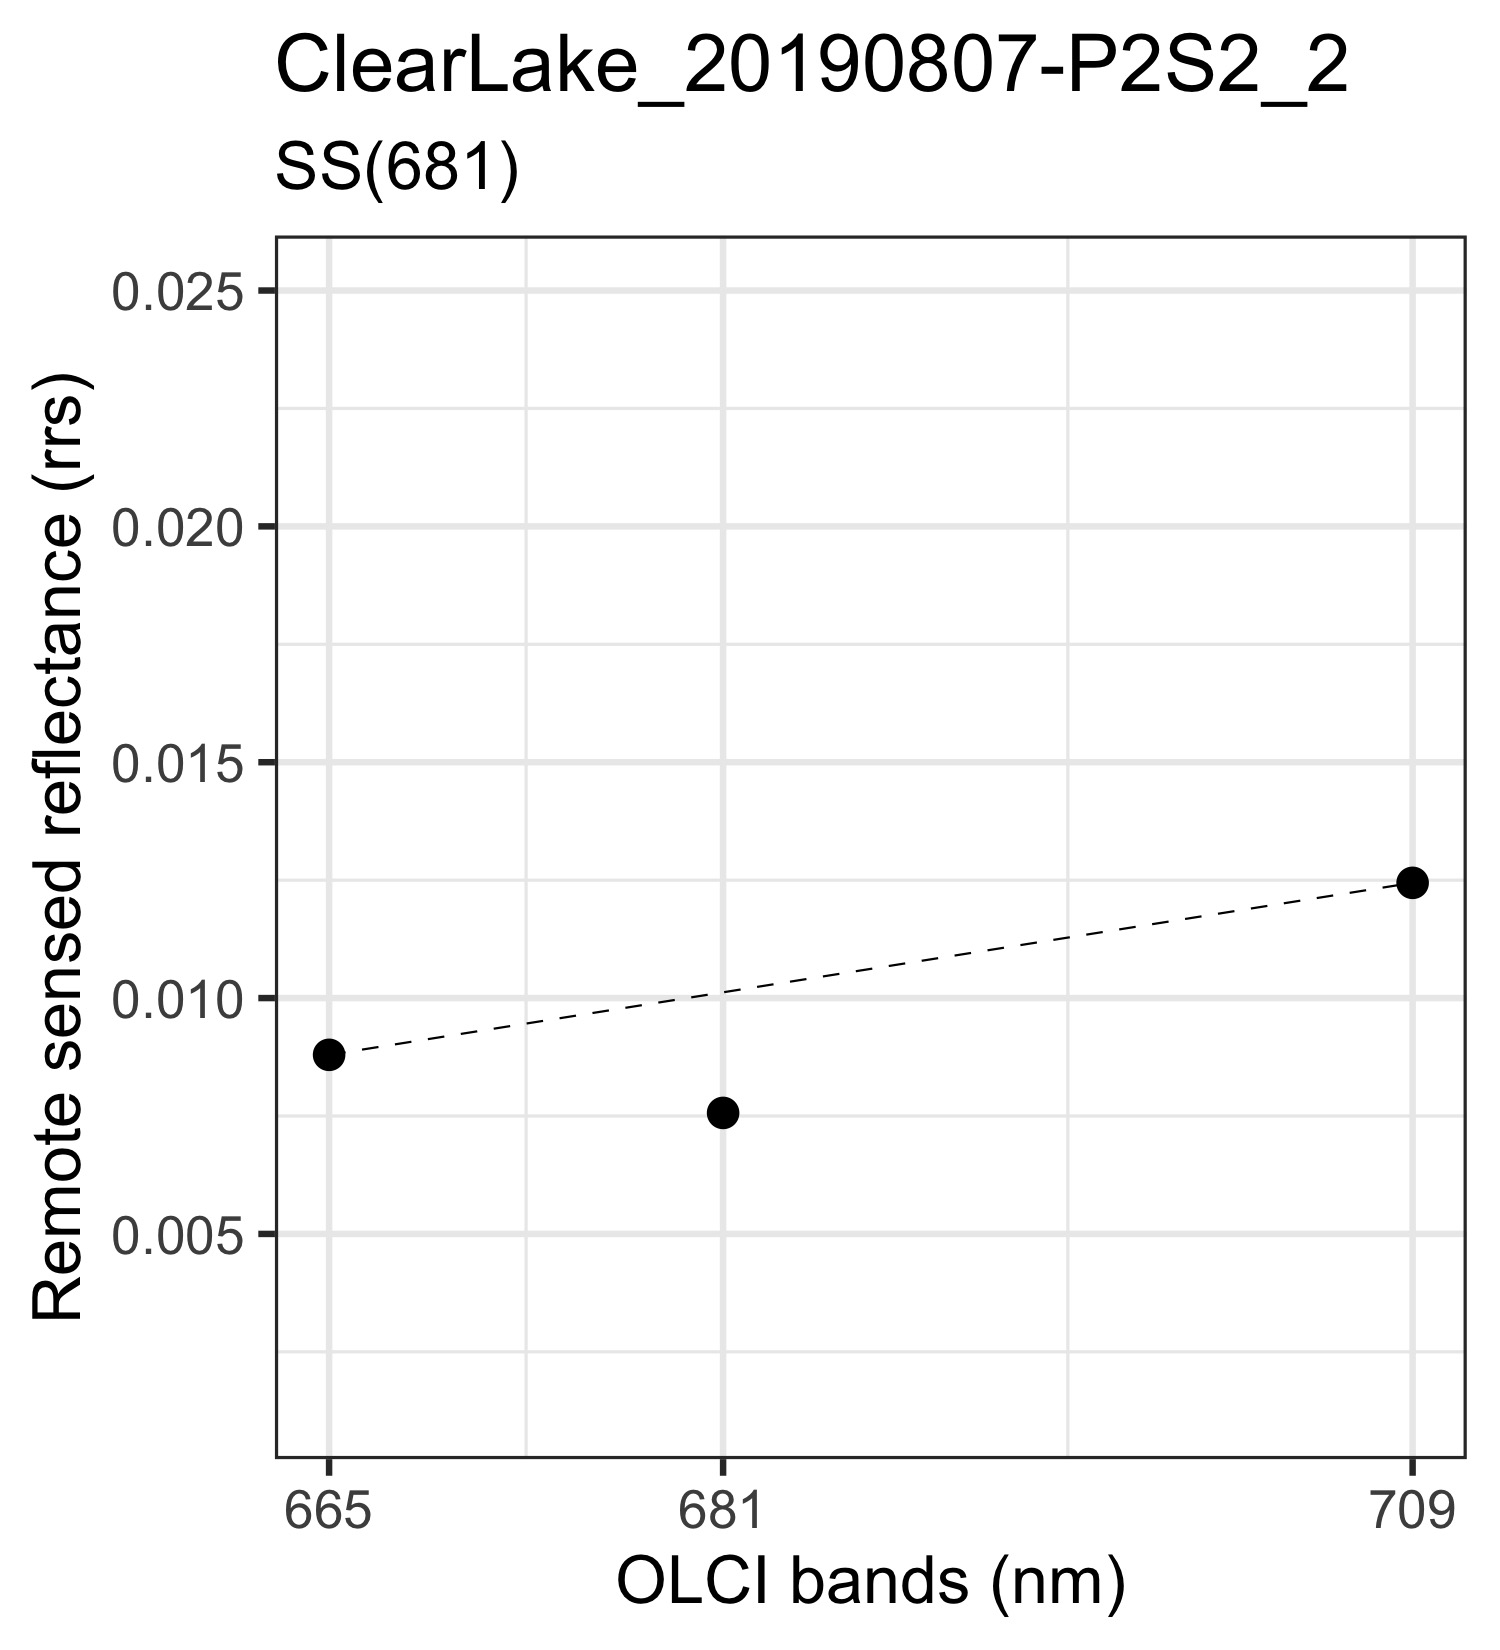 ClearLake_20190807-P2S2_2
SS(681)
Remote sensed reflectance (rrs)
0.025
0.020
0.015
0.010
0.005
665
681
709
OLCI bands (nm)